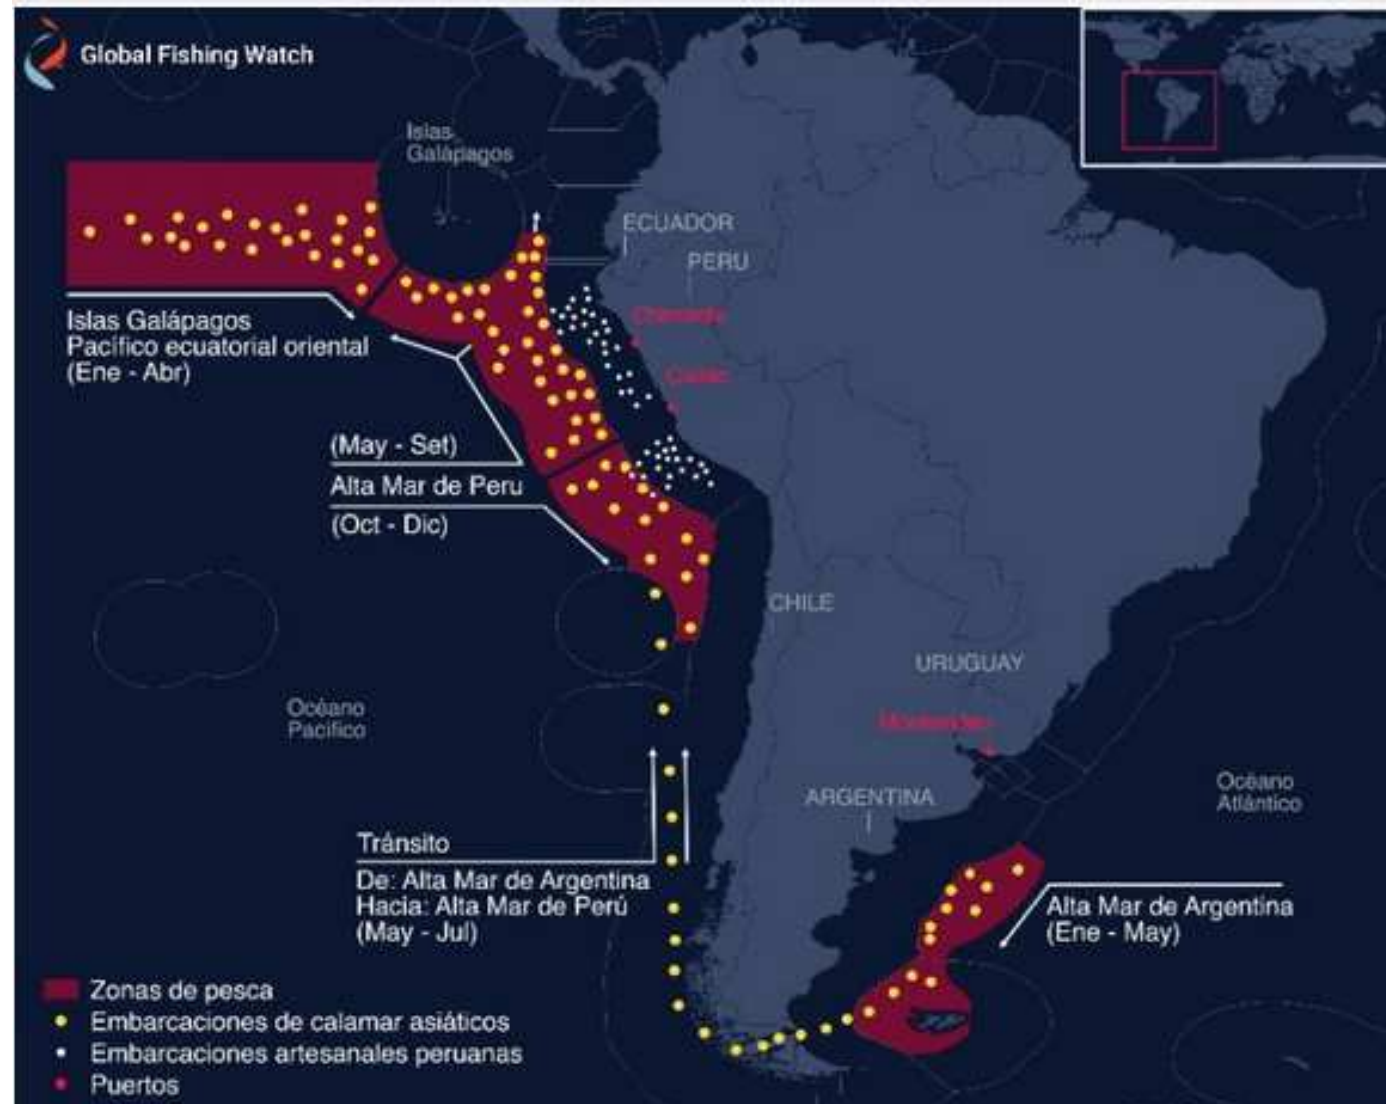 Global Fishing Watch
Islas
Galápagos
ECUADOR
PERU
Chimbote
Callao
Islas Galápagos
Pacífico ecuatorial oriental
(Ene - Abr)
(May - Set)
Alta Mar de Peru
(Oct - Dic)
CHILE
URUGUAY
Montevideo
Océano
Pacífico
ARGENTINA
Océano
Atlántico
Tránsito
De: Alta Mar de Argentina
Hacia: Alta Mar de Perú
(May - Jul)
Alta Mar de Argentina
(Ene - May)
Zonas de pesca
Embarcaciones de calamar asiáticos
Embarcaciones artesanales peruanas
Puertos